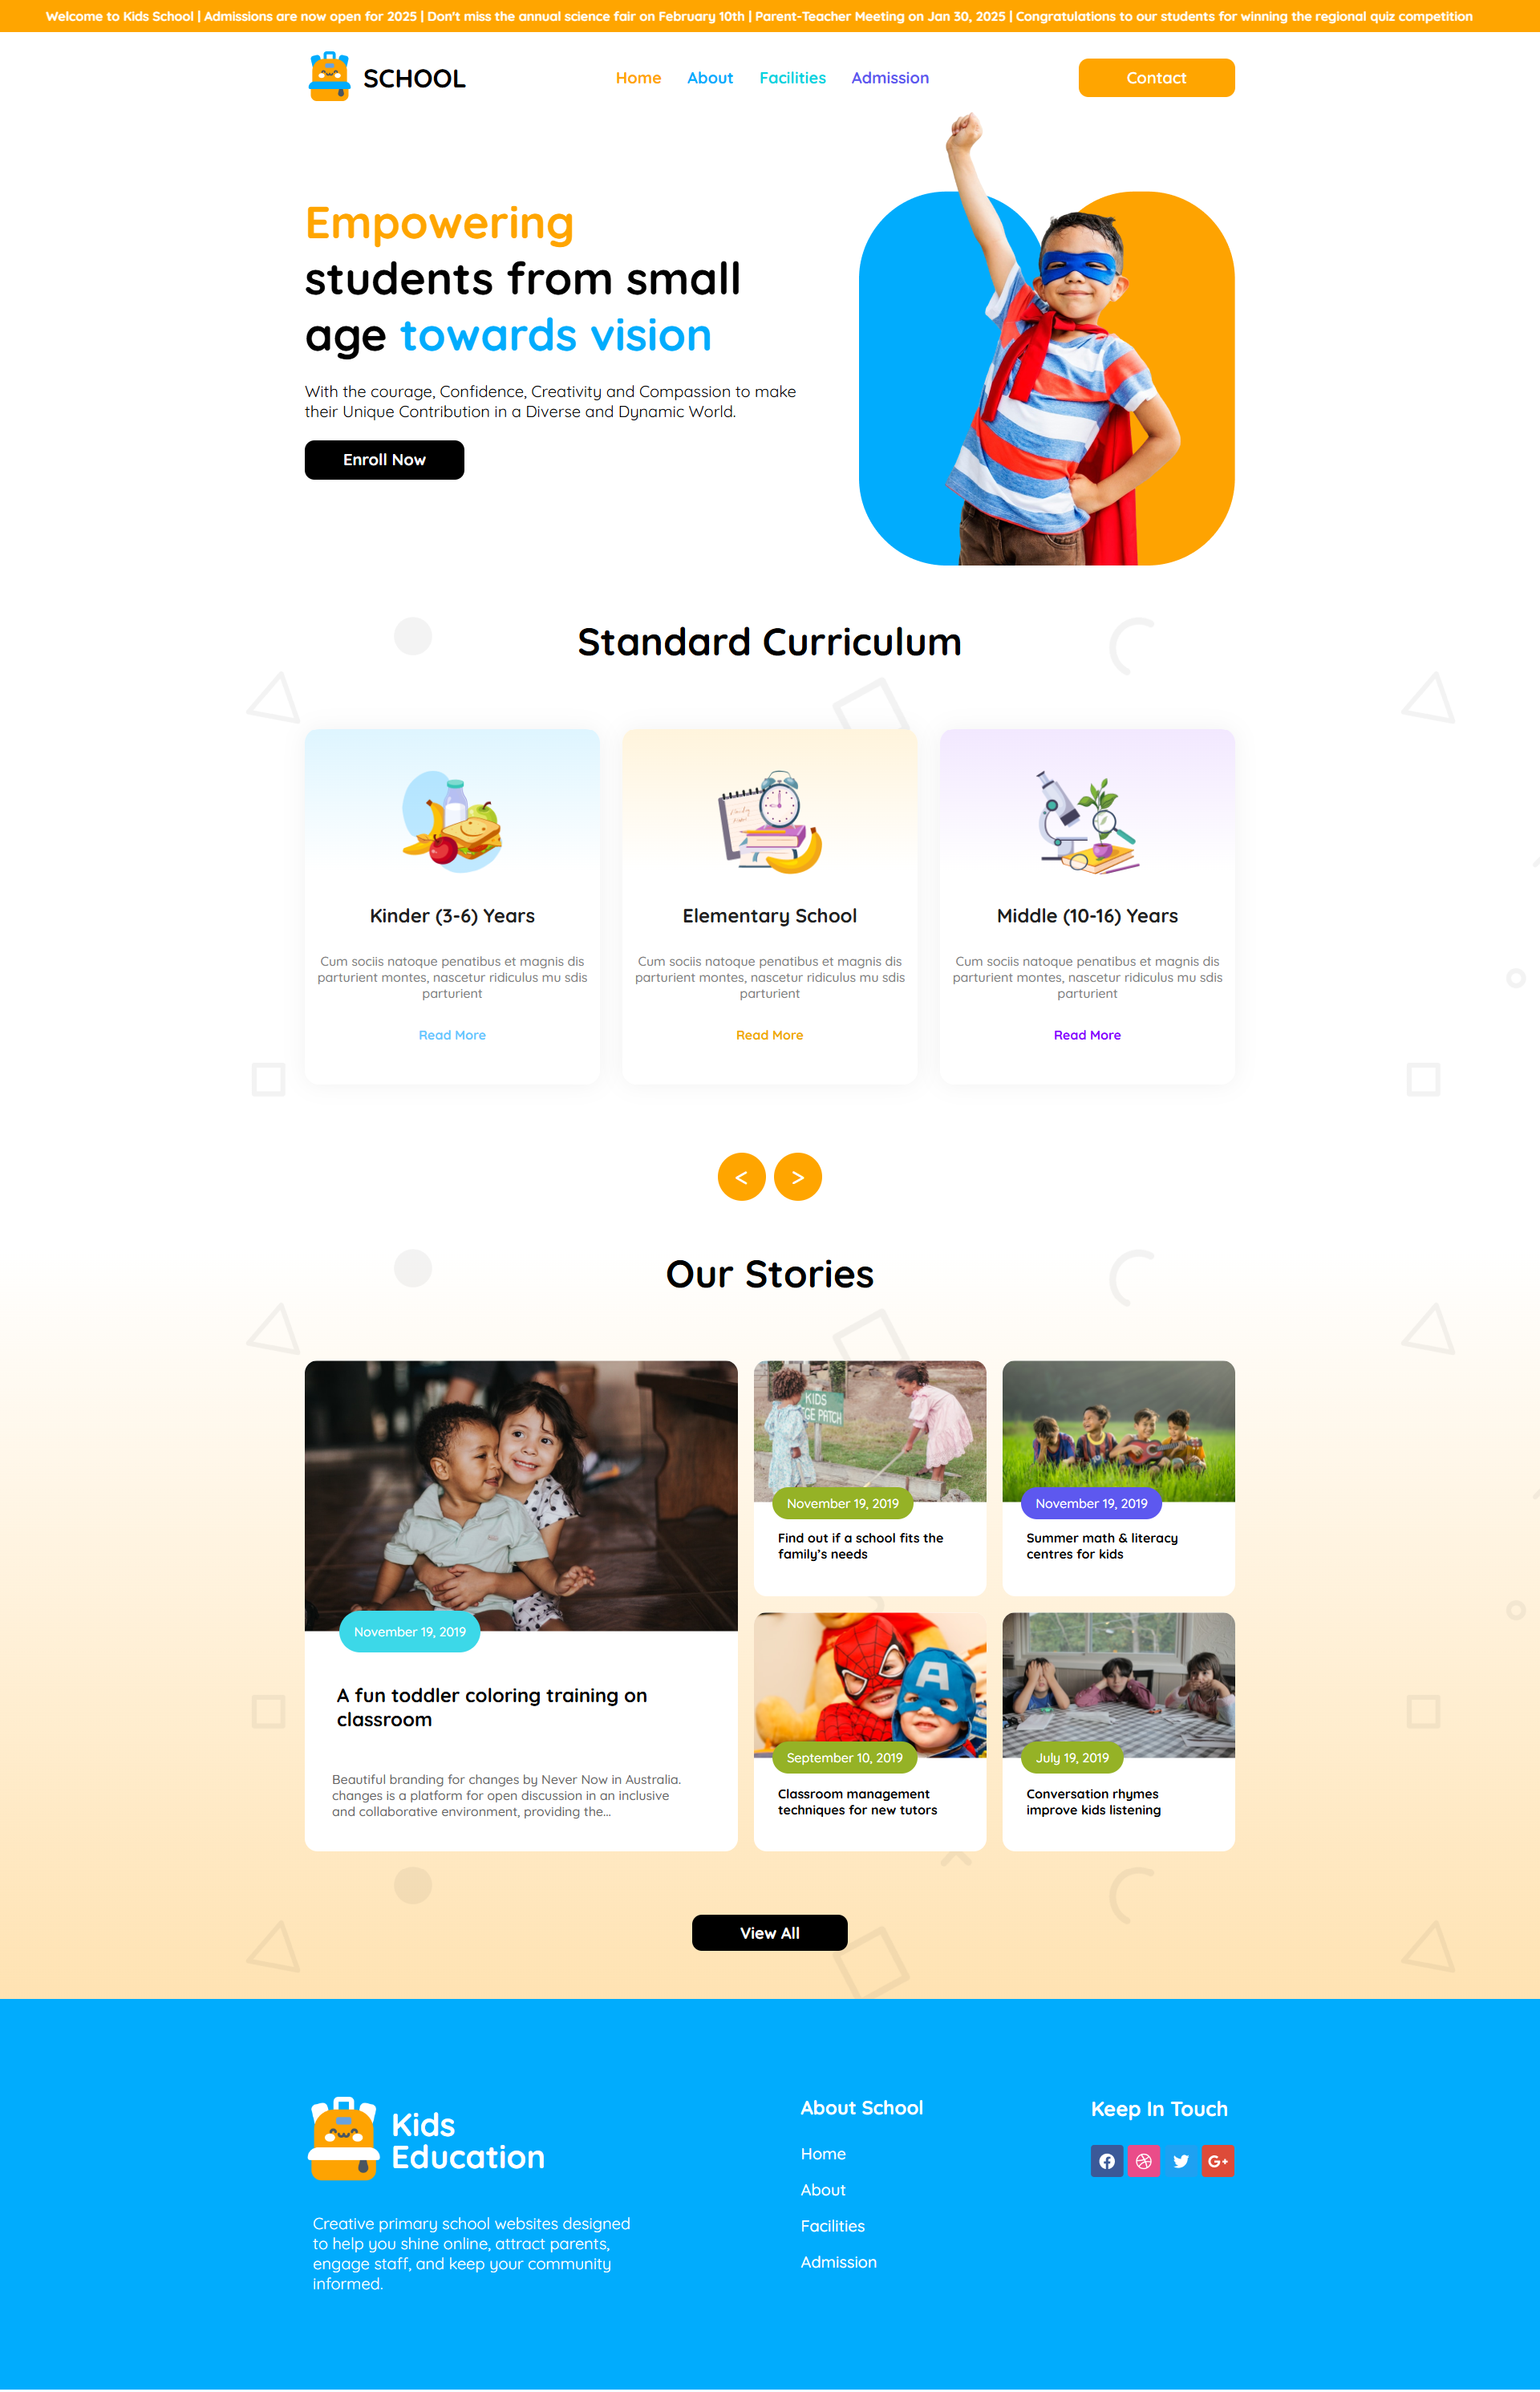 Welcome to Kids School | Admissions are now open for 2025 | Don't miss the annual science fair on February 10th | Parent-Teacher Meeting on Jan 30, 2025 | Congratulations to our students for winning the regional quiz competition
SCHOOL
Home
About
Facilities
Admission
Contact
Empowering
students from small
age towards vision
With the courage, Confidence, Creativity and Compassion to make
their Unique Contribution in a Diverse and Dynamic World.
Enroll Now
Standard Curriculum
Kinder (3-6) Years
Cum sociis natoque penatibus et magnis dis
parturient montes, nascetur ridiculus mu sdis
parturient
Read More
Elementary School
Cum sociis natoque penatibus et magnis dis
parturient montes, nascetur ridiculus mu sdis
parturient
Read More
Middle (10-16) Years
Cum sociis natoque penatibus et magnis dis
parturient montes, nascetur ridiculus mu sdis
parturient
Read More
<
>
Our Stories
November 19, 2019
A fun toddler coloring training on
classroom
Beautiful branding for changes by Never Now in Australia.
changes is a platform for open discussion in an inclusive
and collaborative environment, providing the...
KIDS
GE PATCH
November 19, 2019
Find out if a school fits the
family's needs
November 19, 2019
Summer math & literacy
centres for kids
A
September 10, 2019
Classroom management
techniques for new tutors
July 19, 2019
Conversation rhymes
improve kids listening
View All
Kids
Education
Creative primary school websites designed
to help you shine online, attract parents,
engage staff, and keep your community
informed.
About School
Home
About
Facilities
Admission
Keep In Touch
G+